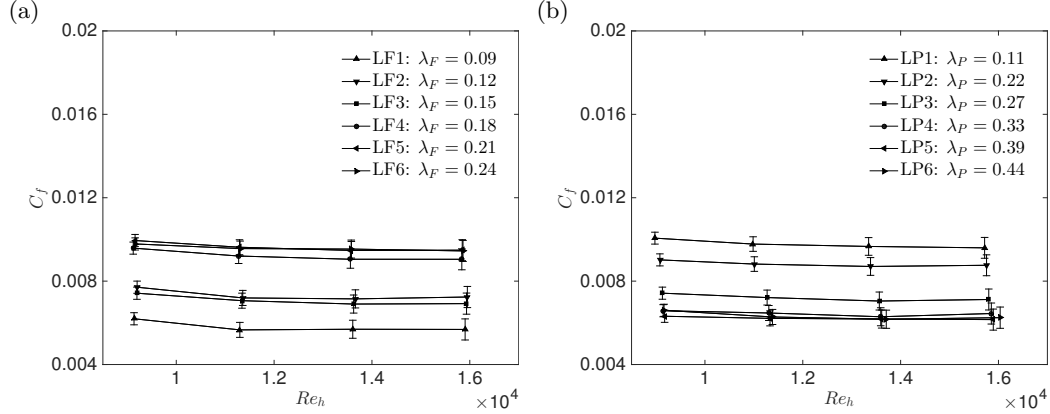 (a)
0.02
0.016
0.012
0.008
0.004
C_f
1
1.2
1.4
1.6
×10^4
Re_h
LF1: λ_F = 0.09
LF2: λ_F = 0.12
LF3: λ_F = 0.15
LF4: λ_F = 0.18
LF5: λ_F = 0.21
LF6: λ_F = 0.24
(b)
0.02
0.016
0.012
0.008
0.004
C_f
1
1.2
1.4
1.6
×10^4
Re_h
LP1: λ_P = 0.11
LP2: λ_P = 0.22
LP3: λ_P = 0.27
LP4: λ_P = 0.33
LP5: λ_P = 0.39
LP6: λ_P = 0.44